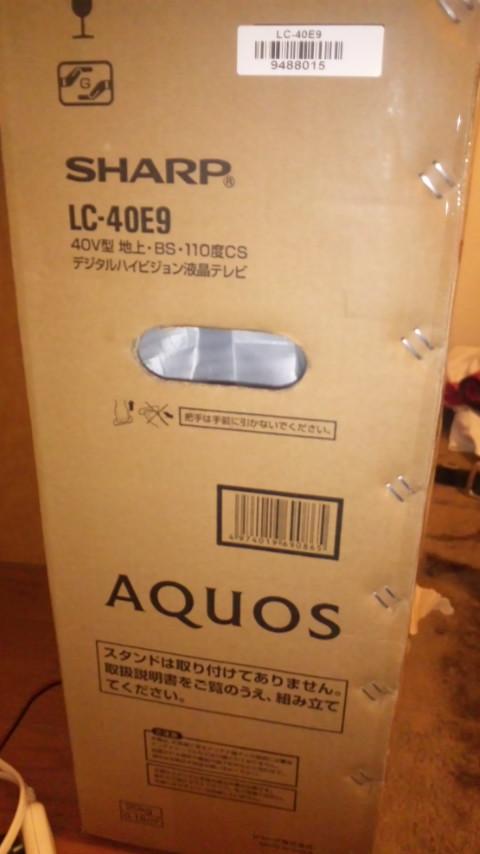 LC-40E9
9488015
G
SHARP®
LC-40E9
40V型 地上・BS・110度CS
デジタルハイビジョン液晶テレビ
把手は手前に引かないでください。
4 974019 690865
AQUOS
スタンドは取り付けてありません。
取扱説明書をご覧のうえ、組み立て
てください。